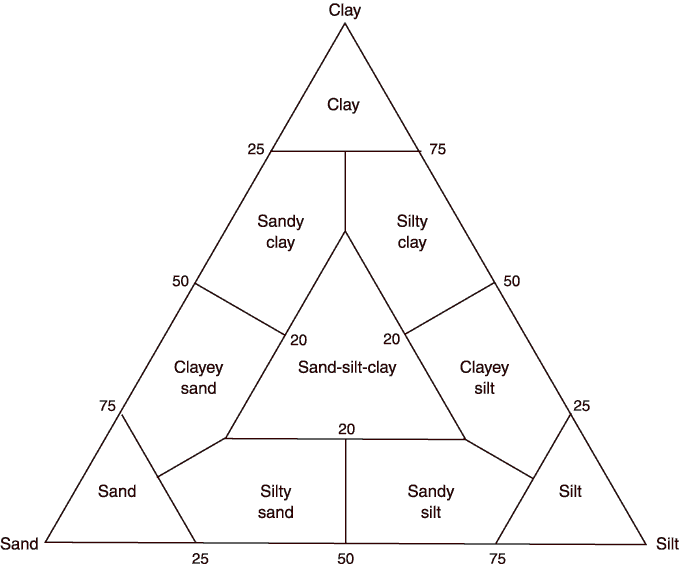 Clay
Clay
25
75
Sandy
clay
Silty
clay
50
50
20
20
Clayey
sand
Sand-silt-clay
Clayey
silt
75
25
20
Sand
Silty
sand
Sandy
silt
Silt
Sand
Silt
25
50
75